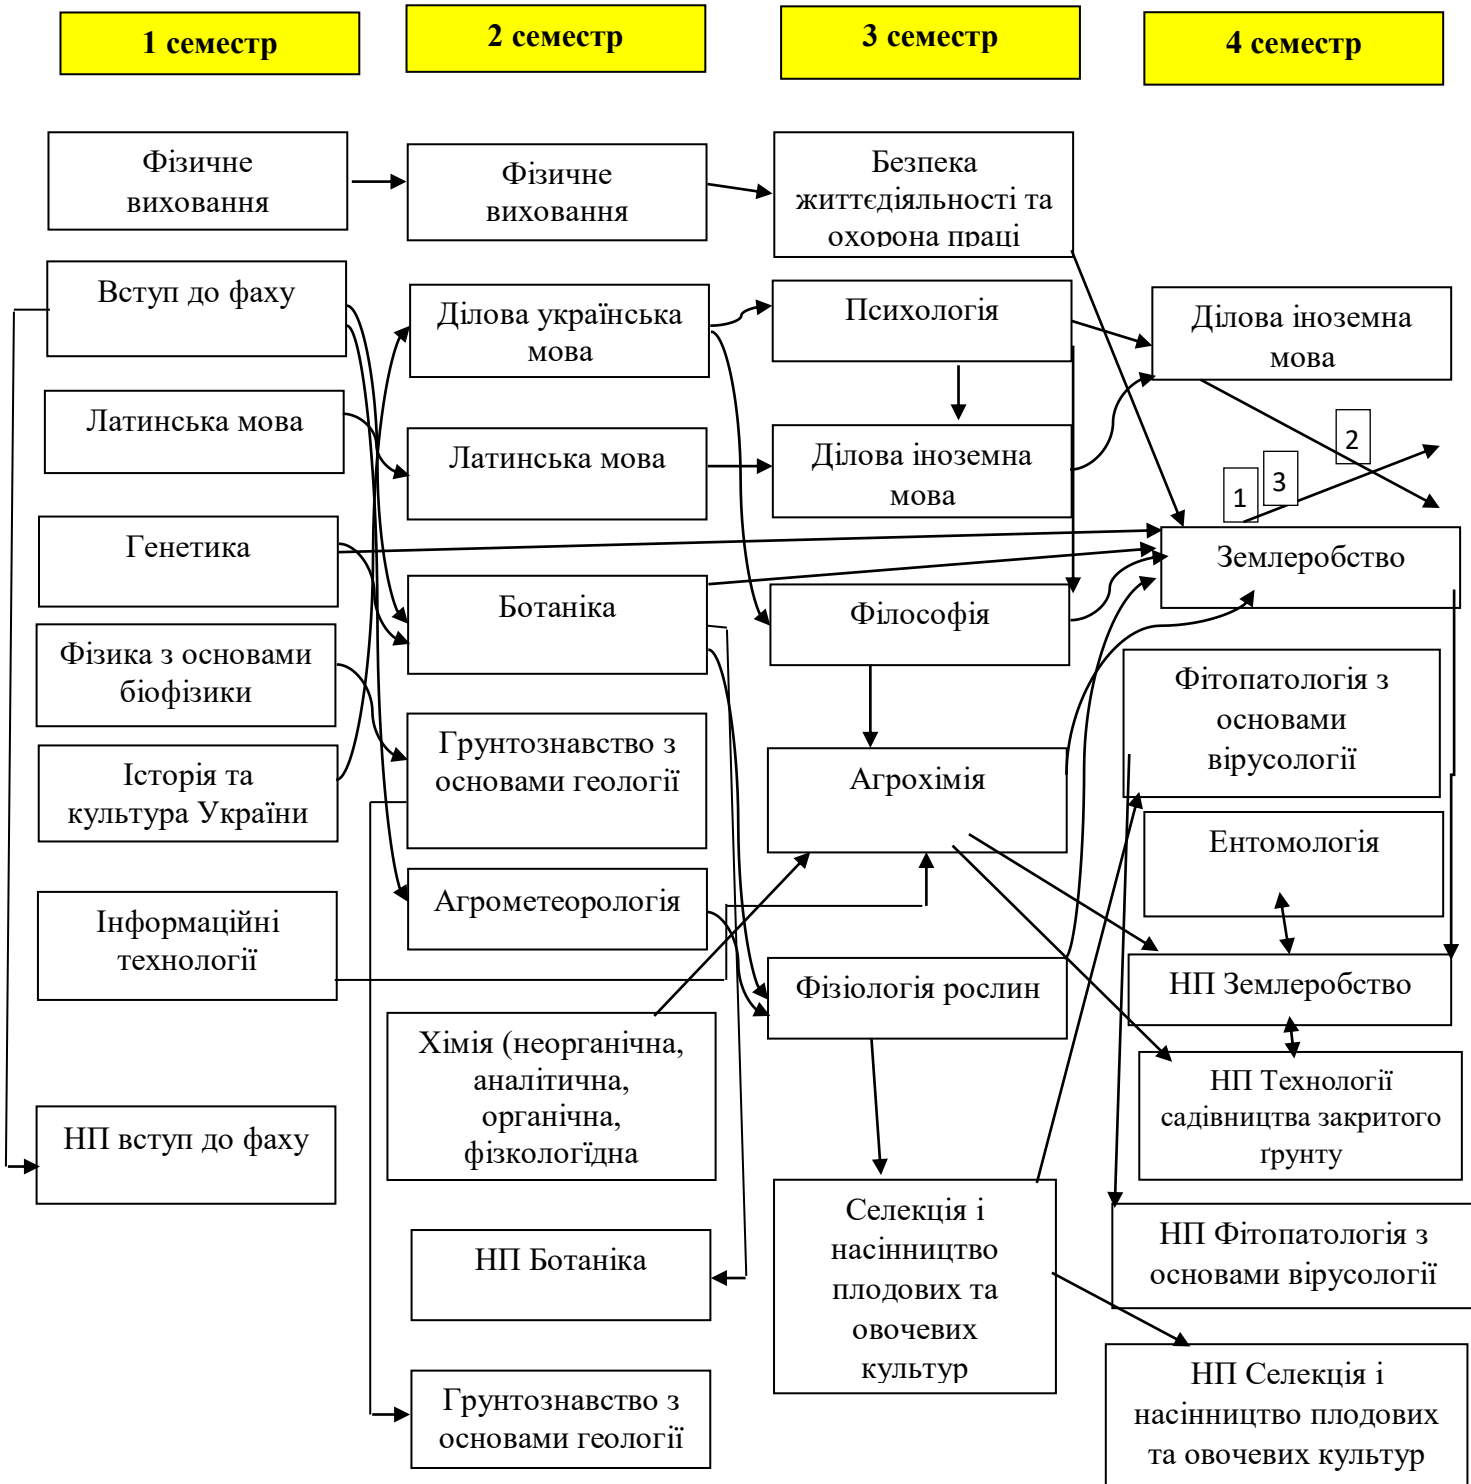 1 семестр
2 семестр
3 семестр
4 семестр
Фізичне
виховання
Вступ до фаху
Латинська мова
Генетика
Фізика з основами
біофізики
Історія та
культура України
Інформаційні
технології
НП вступ до фаху
Фізичне
виховання
Ділова українська
мова
Латинська мова
Ботаніка
Грунтознавство з
основами геології
Агрометеорологія
Хімія (неорганічна,
аналітична,
органічна,
фізкологїдна
НП Ботаніка
Грунтознавство з
основами геології
Безпека
життєдіяльності та
охорона праці
Психологія
Ділова іноземна
мова
Філософія
Агрохімія
Фізіологія рослин
Селекція і
насінництво
плодових та
овочевих
культур
Ділова іноземна
мова
2
3
1
Землеробство
Фітопатологія з
основами
вірусології
Ентомологія
НП Землеробство
НП Технології
садівництва закритого
ґрунту
НП Фітопатологія з
основами вірусології
НП Селекція і
насінництво плодових
та овочевих культур